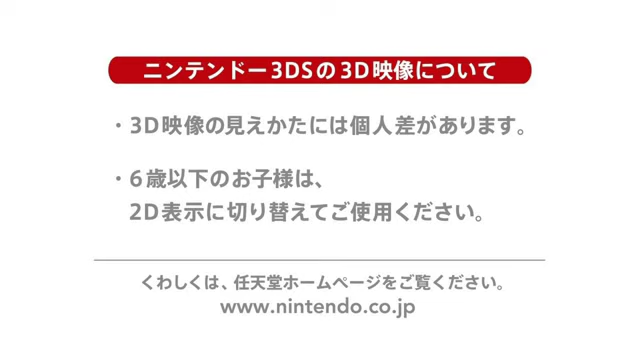 ニンテンドー3DSの3D映像について
・3D映像の見えかたには個人差があります。
・6歳以下のお子様は、
2D表示に切り替えてご使用ください。
くわしくは、任天堂ホームページをご覧ください。
www.nintendo.co.jp